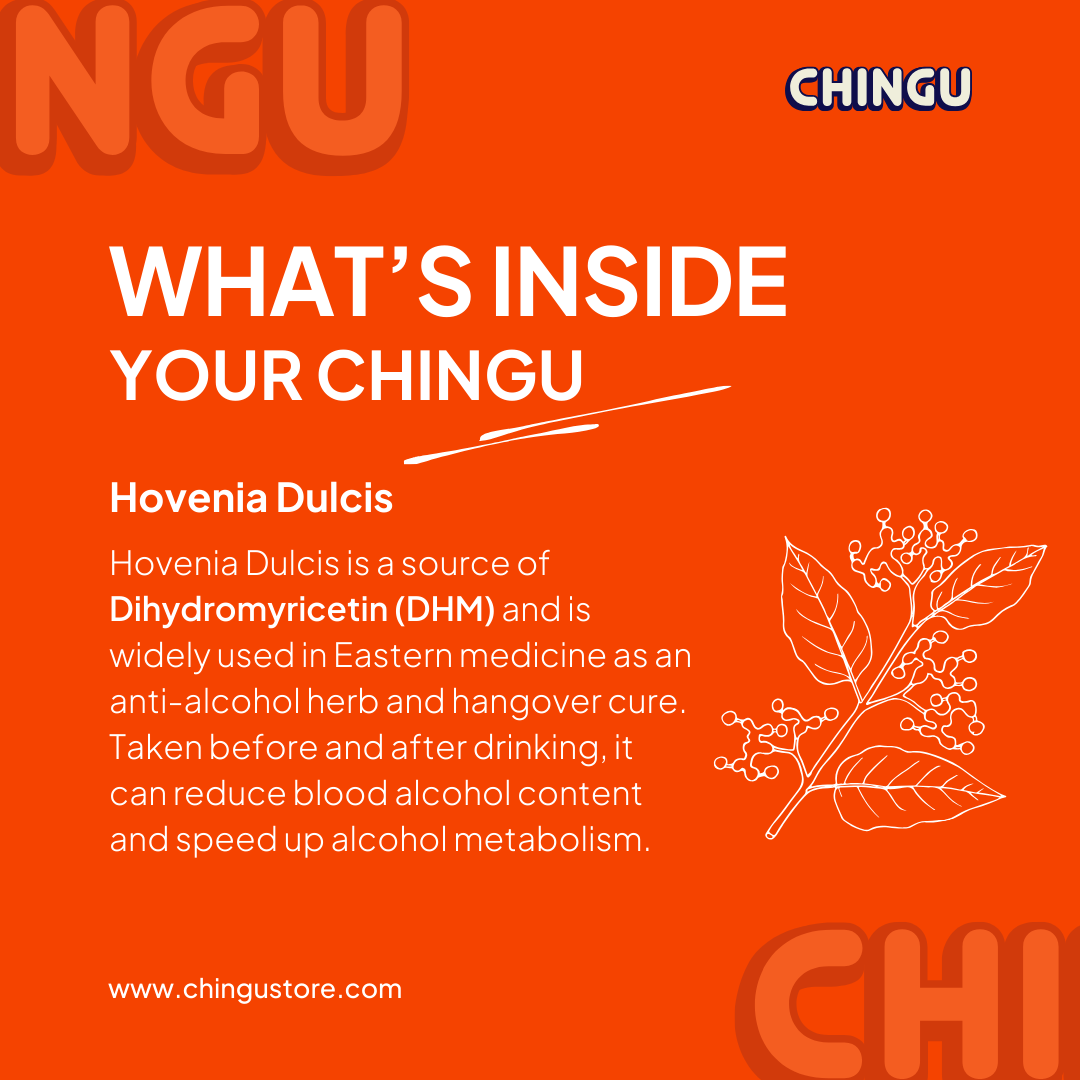 NGU
CHINGU
WHAT’S INSIDE
YOUR CHINGU
Hovenia Dulcis
Hovenia Dulcis is a source of
Dihydromyricetin (DHM) and is
widely used in Eastern medicine as an
anti-alcohol herb and hangover cure.
Taken before and after drinking, it
can reduce blood alcohol content
and speed up alcohol metabolism.
www.chingustore.com
CHI